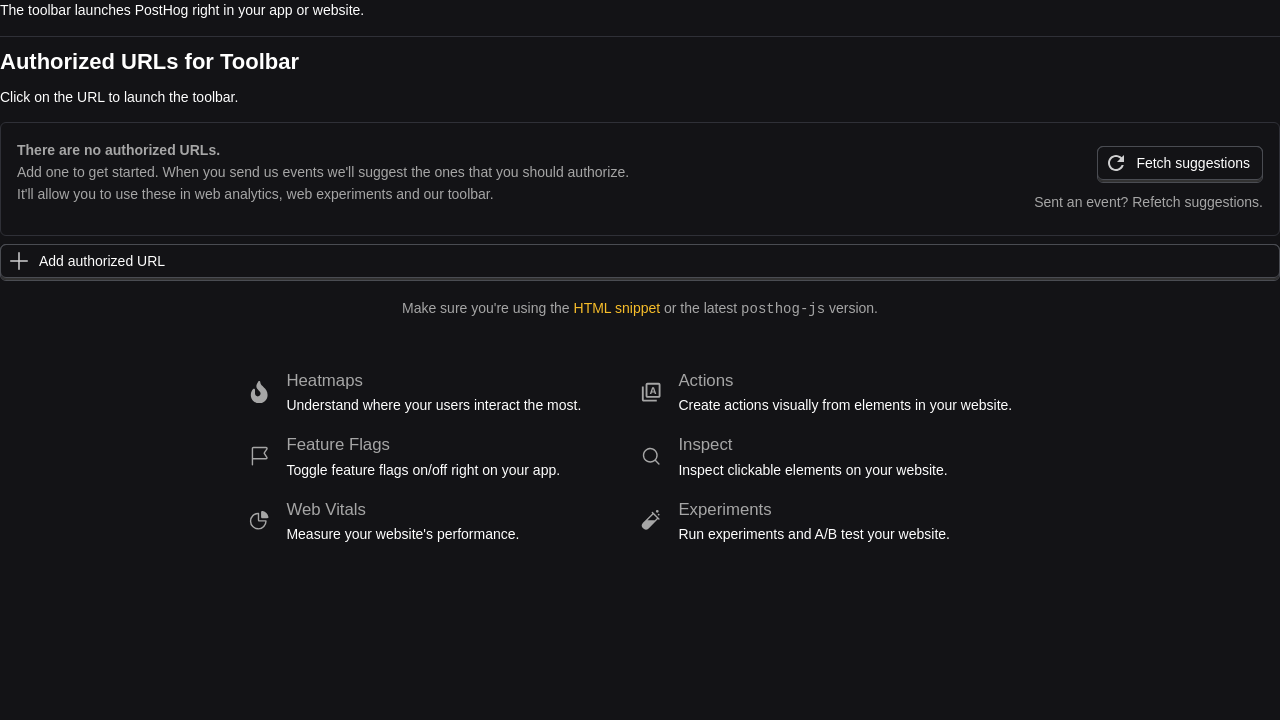 The toolbar launches PostHog right in your app or website.
Authorized URLs for Toolbar
Click on the URL to launch the toolbar.
There are no authorized URLs.
Add one to get started. When you send us events we'll suggest the ones that you should authorize.
It'll allow you to use these in web analytics, web experiments and our toolbar.
Fetch suggestions
Sent an event? Refetch suggestions.
Add authorized URL
Make sure you're using the HTML snippet or the latest posthog-js version.
Heatmaps
Understand where your users interact the most.
Actions
Create actions visually from elements in your website.
Feature Flags
Toggle feature flags on/off right on your app.
Inspect
Inspect clickable elements on your website.
Web Vitals
Measure your website's performance.
Experiments
Run experiments and A/B test your website.